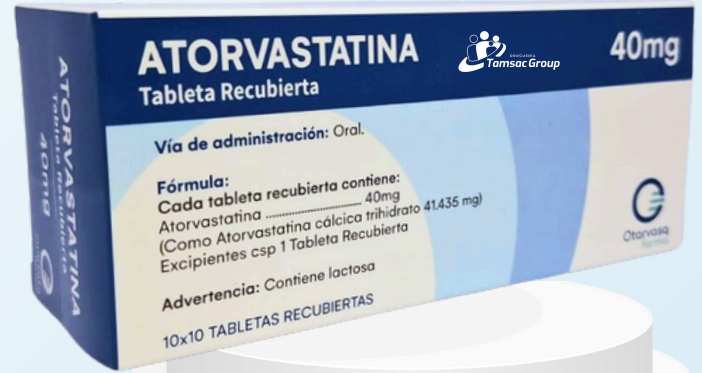 ATORVASTATINA
Tableta Recubierta
DROGUERÍA
Tamsac Group
40mg
Vía de administración: Oral.
Fórmula:
Cada tableta recubierta contiene:
Atorvastatina ............................ 40mg
(Como Atorvastatina cálcica trihidrato 41.435 mg)
Excipientes csp 1 Tableta Recubierta
Advertencia: Contiene lactosa
10x10 TABLETAS RECUBIERTAS
Otarvasq
farma
ATORVASTATINA
Tableta Recubierta
40mg